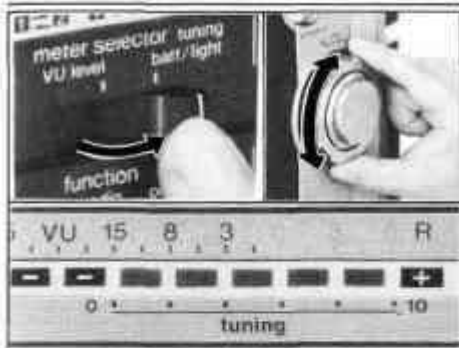 meter selector tuning
VU level batt/light
function
VU 15 8 3 R
- - +
0 10
tuning